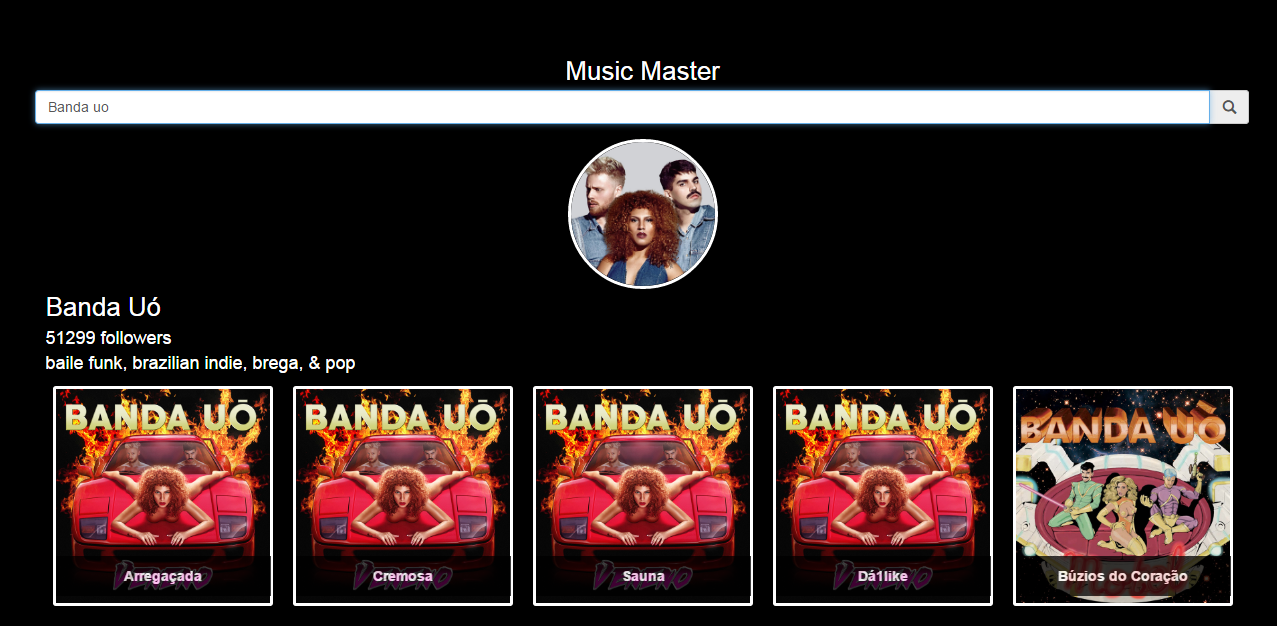 Music Master
Banda uo
Banda Uó
51299 followers
baile funk, brazilian indie, brega, & pop
BANDA UÓ
BANDA UÓ
BANDA UÓ
BANDA UÓ
BANDA UÓ
Arregaçada
Cremosa
Sauna
Dá1like
Búzios do Coração